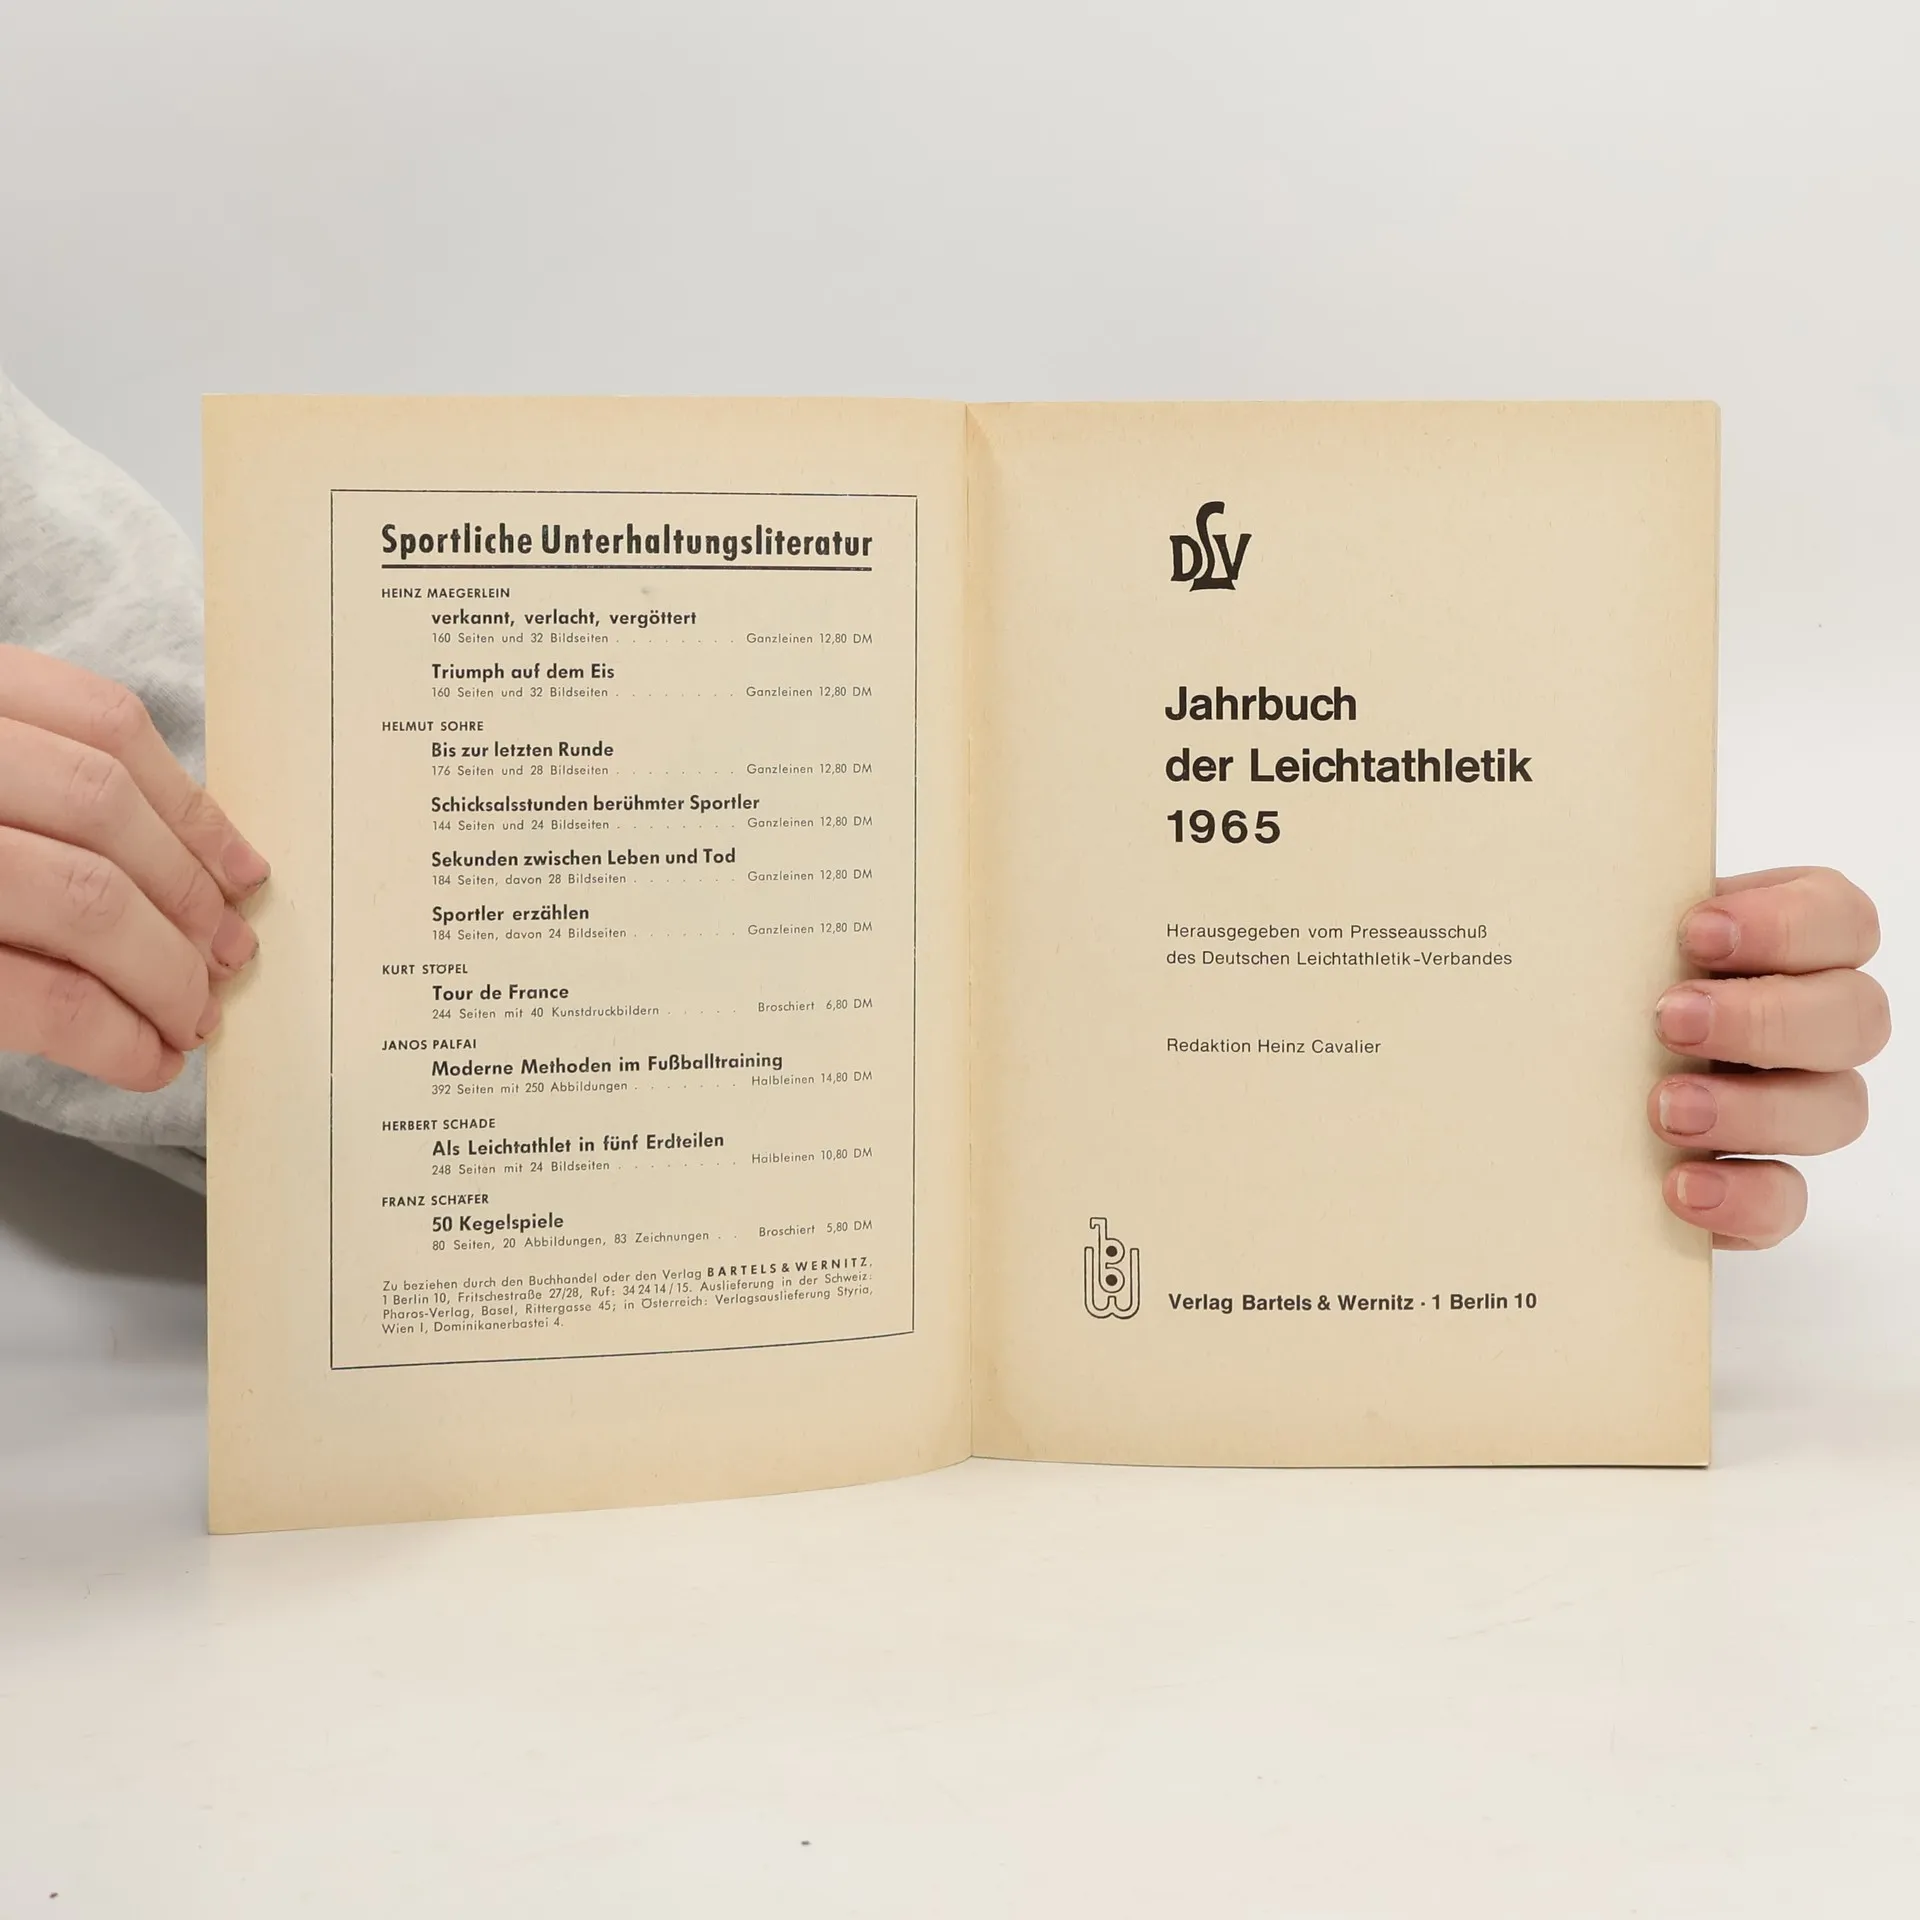 Sportliche Unterhaltungsliteratur
HEINZ MAEGERLEIN
verkannt, verlacht, vergöttert
160 Seiten und 32 Bildseiten . . . . . . . . Ganzleinen 12,80 DM
Triumph auf dem Eis
160 Seiten und 32 Bildseiten . . . . . . . . Ganzleinen 12,80 DM
HELMUT SOHRE
Bis zur letzten Runde
176 Seiten und 28 Bildseiten . . . . . . . . Ganzleinen 12,80 DM
Schicksalsstunden berühmter Sportler
144 Seiten und 24 Bildseiten . . . . . . . . Ganzleinen 12,80 DM
Sekunden zwischen Leben und Tod
184 Seiten, davon 28 Bildseiten . . . . . . . Ganzleinen 12,80 DM
Sportler erzählen
184 Seiten, davon 24 Bildseiten . . . . . . . Ganzleinen 12,80 DM
KURT STÖPEL
Tour de France
244 Seiten mit 40 Kunstdruckbildern . . . . . Broschiert 6,80 DM
JANOS PALFAI
Moderne Methoden im Fußballtraining
392 Seiten mit 250 Abbildungen . . . . . . . Halbleinen 14,80 DM
HERBERT SCHADE
Als Leichtathlet in fünf Erdteilen
248 Seiten mit 24 Bildseiten . . . . . . . . Halbleinen 10,80 DM
FRANZ SCHÄFER
50 Kegelspiele
80 Seiten, 20 Abbildungen, 83 Zeichnungen . . Broschiert 5,80 DM
Zu beziehen durch den Buchhandel oder den Verlag BARTELS & WERNITZ,
1 Berlin 10, Fritschestraße 27/28, Ruf: 34 24 14 / 15. Auslieferung in der Schweiz:
Pharos-Verlag, Basel, Rittergasse 45; in Österreich: Verlagsauslieferung Styria,
Wien I, Dominikanerbastei 4.
DLV
Jahrbuch
der Leichtathletik
1965
Herausgegeben vom Presseausschuß
des Deutschen Leichtathletik-Verbandes
Redaktion Heinz Cavalier
bbw
Verlag Bartels & Wernitz · 1 Berlin 10